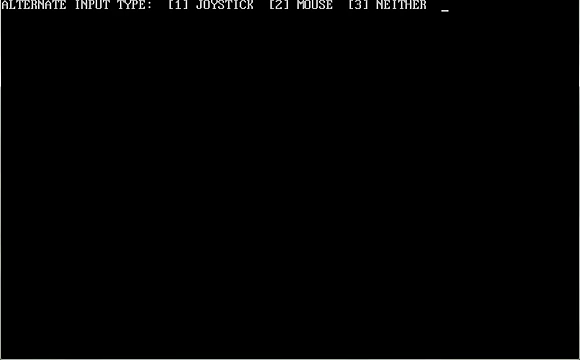 ALTERNATE INPUT TYPE:  [1] JOYSTICK  [2] MOUSE  [3] NEITHER  _